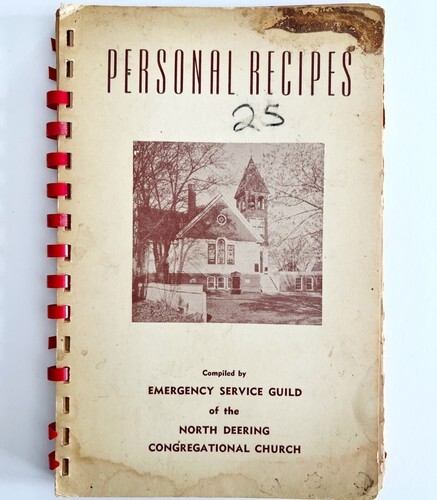 PERSONAL RECIPES
25
Compiled by
EMERGENCY SERVICE GUILD
of the
NORTH DEERING
CONGREGATIONAL CHURCH